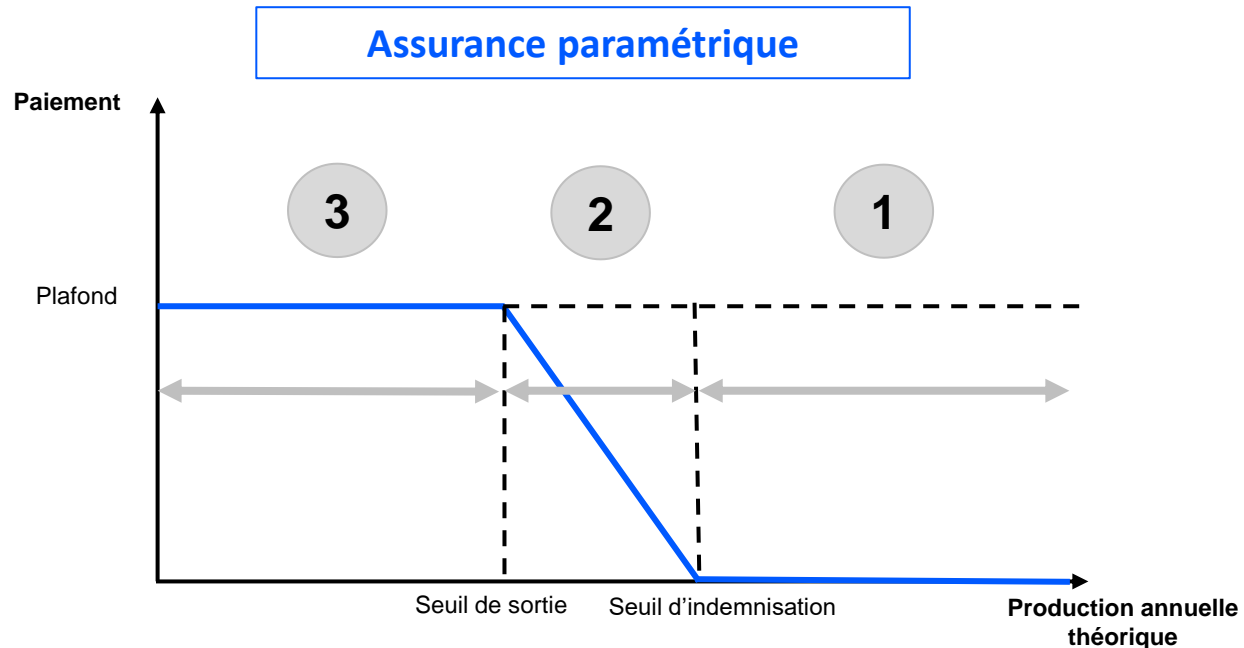 Assurance paramétrique
Paiement
3
2
1
Plafond
Seuil de sortie
Seuil d’indemnisation
Production annuelle
théorique